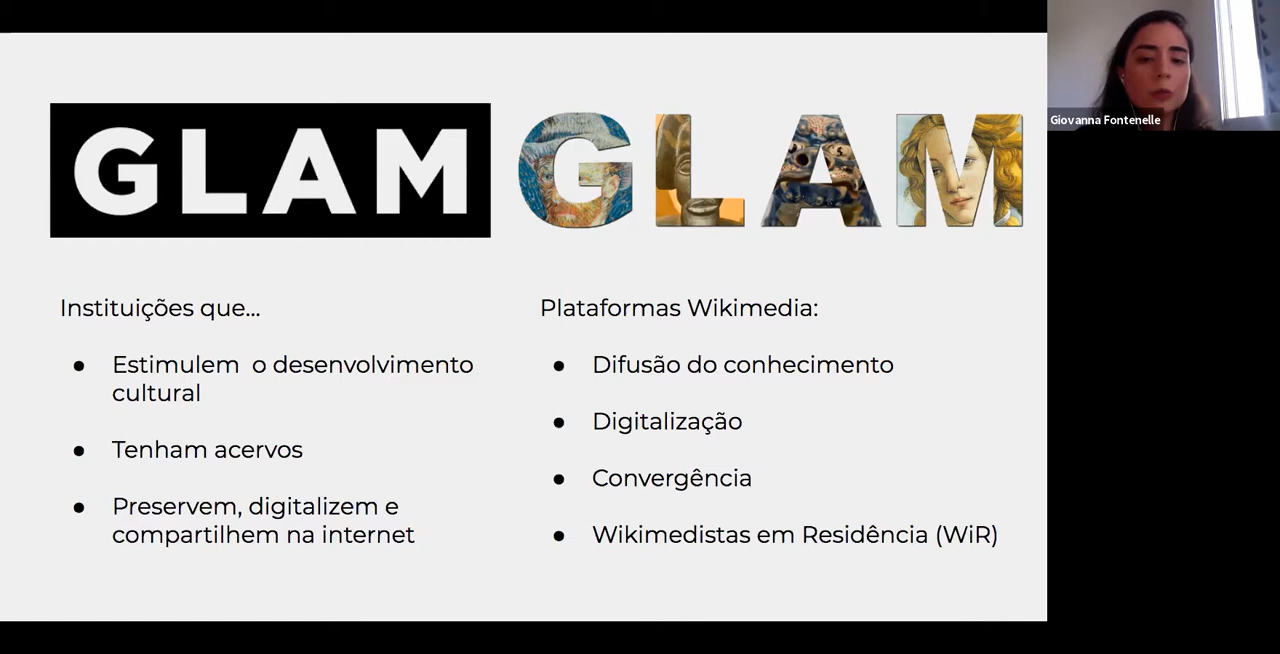 GLAM
GLAM
Giovanna Fontenelle
Instituições que...
● Estimulem o desenvolvimento
cultural
● Tenham acervos
● Preservem, digitalizem e
compartilhem na internet
Plataformas Wikimedia:
● Difusão do conhecimento
● Digitalização
● Convergência
● Wikimedistas em Residência (WiR)